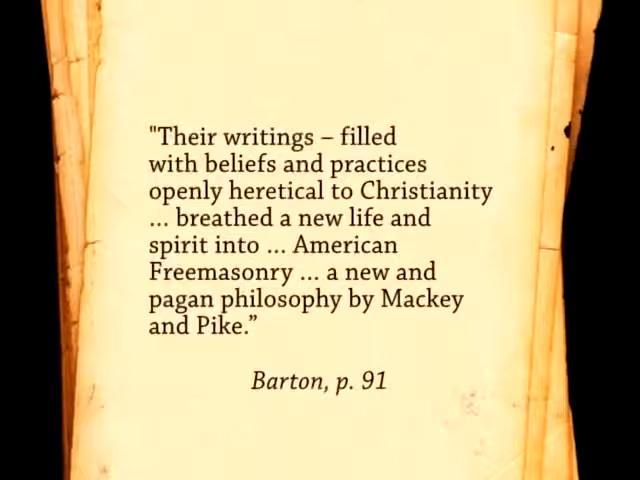 "Their writings – filled
with beliefs and practices
openly heretical to Christianity
... breathed a new life and
spirit into ... American
Freemasonry ... a new and
pagan philosophy by Mackey
and Pike.”
Barton, p. 91